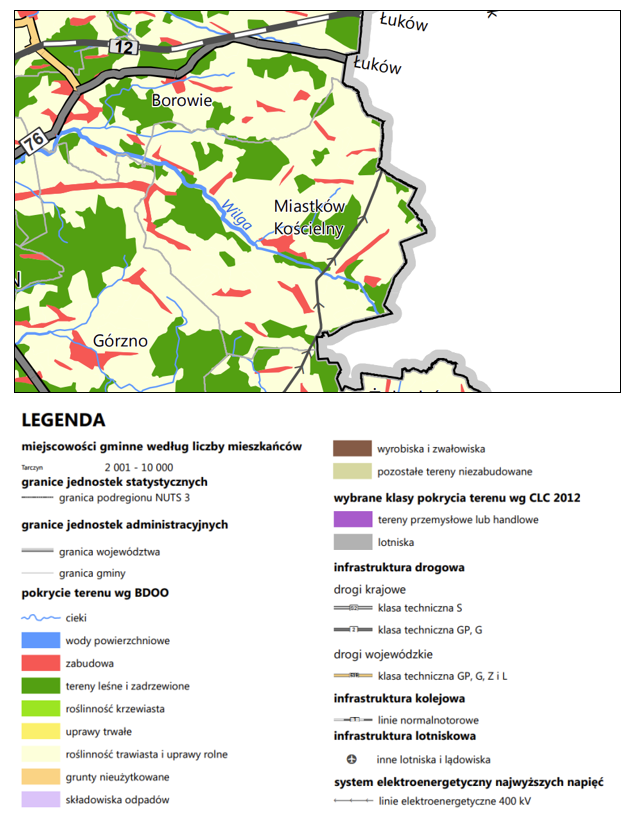 Łuków
12
Łuków
Borowie
76
Wilga
Miastków
Kościelny
N
Górzno
LEGENDA
miejscowości gminne według liczby mieszkańców
Tarczyn 2 001 - 10 000
granice jednostek statystycznych
granica podregionu NUTS 3
granice jednostek administracyjnych
granica województwa
granica gminy
pokrycie terenu wg BDOO
cieki
wody powierzchniowe
zabudowa
tereny leśne i zadrzewione
roślinność krzewiasta
uprawy trwałe
roślinność trawiasta i uprawy rolne
grunty nieużytkowane
składowiska odpadów
wyrobiska i zwałowiska
pozostałe tereny niezabudowane
wybrane klasy pokrycia terenu wg CLC 2012
tereny przemysłowe lub handlowe
lotniska
infrastruktura drogowa
drogi krajowe
klasa techniczna S
klasa techniczna GP, G
drogi wojewódzkie
klasa techniczna GP, G, Z i L
infrastruktura kolejowa
linie normalnotorowe
infrastruktura lotniskowa
inne lotniska i lądowiska
system elektroenergetyczny najwyższych napięć
linie elektroenergetyczne 400 kV